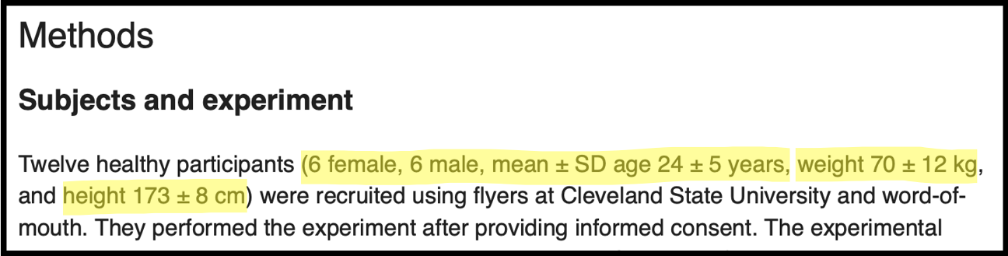 Methods
Subjects and experiment
Twelve healthy participants (6 female, 6 male, mean ± SD age 24 ± 5 years, weight 70 ± 12 kg,
and height 173 ± 8 cm) were recruited using flyers at Cleveland State University and word-of-
mouth. They performed the experiment after providing informed consent. The experimental